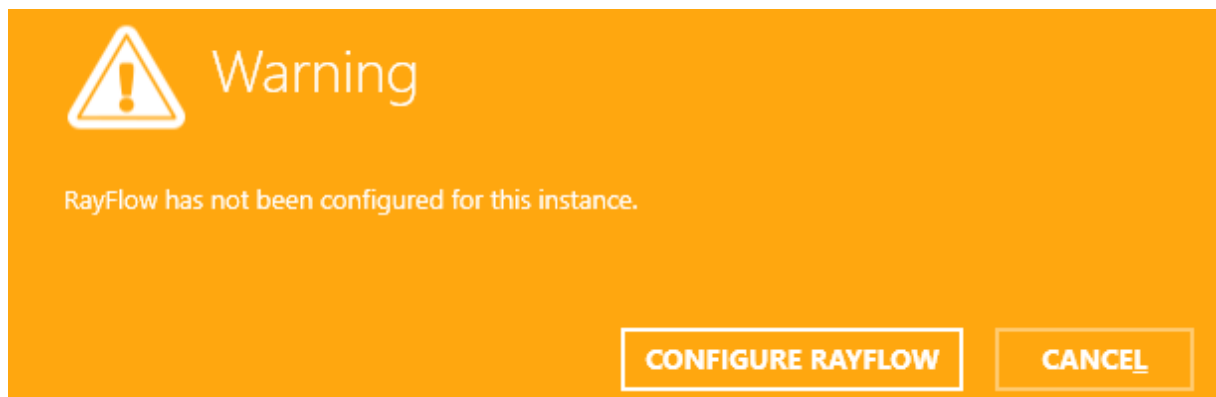 Warning
RayFlow has not been configured for this instance.
CONFIGURE RAYFLOW CANCEL